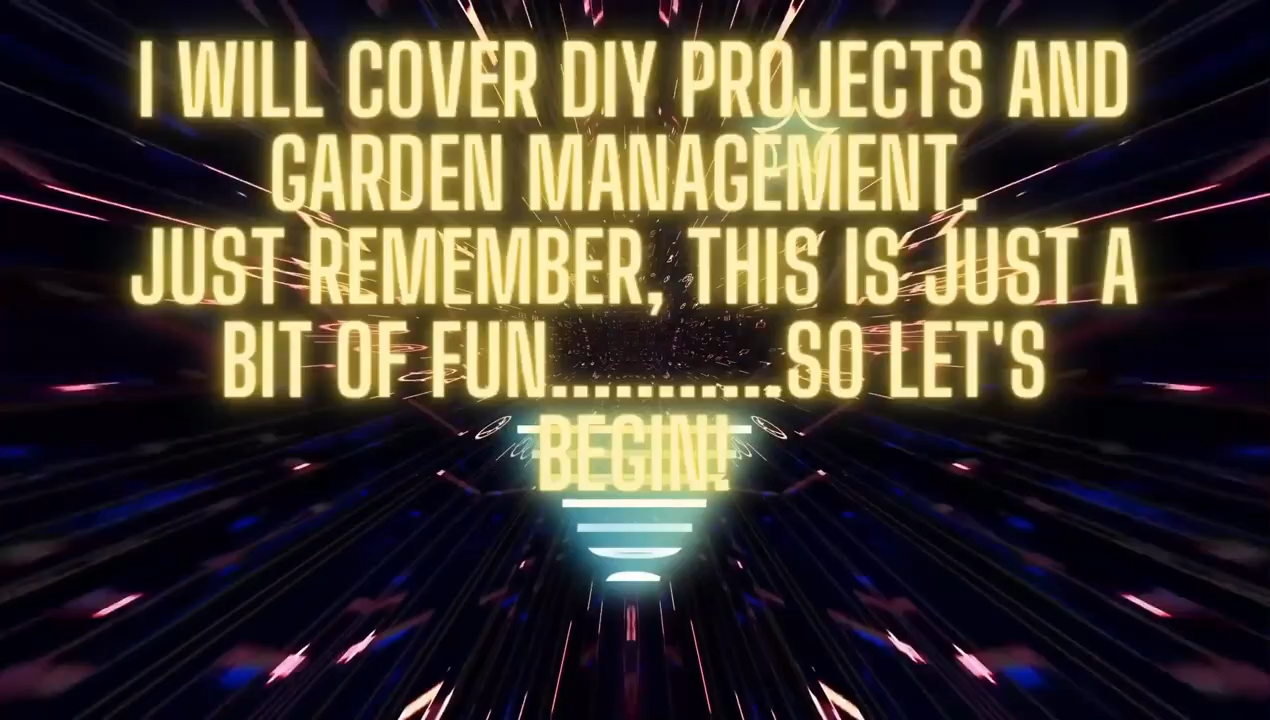 I WILL COVER DIY PROJECTS AND
GARDEN MANAGEMENT.
JUST REMEMBER, THIS IS JUST A
BIT OF FUN...........SO LET'S
BEGIN!